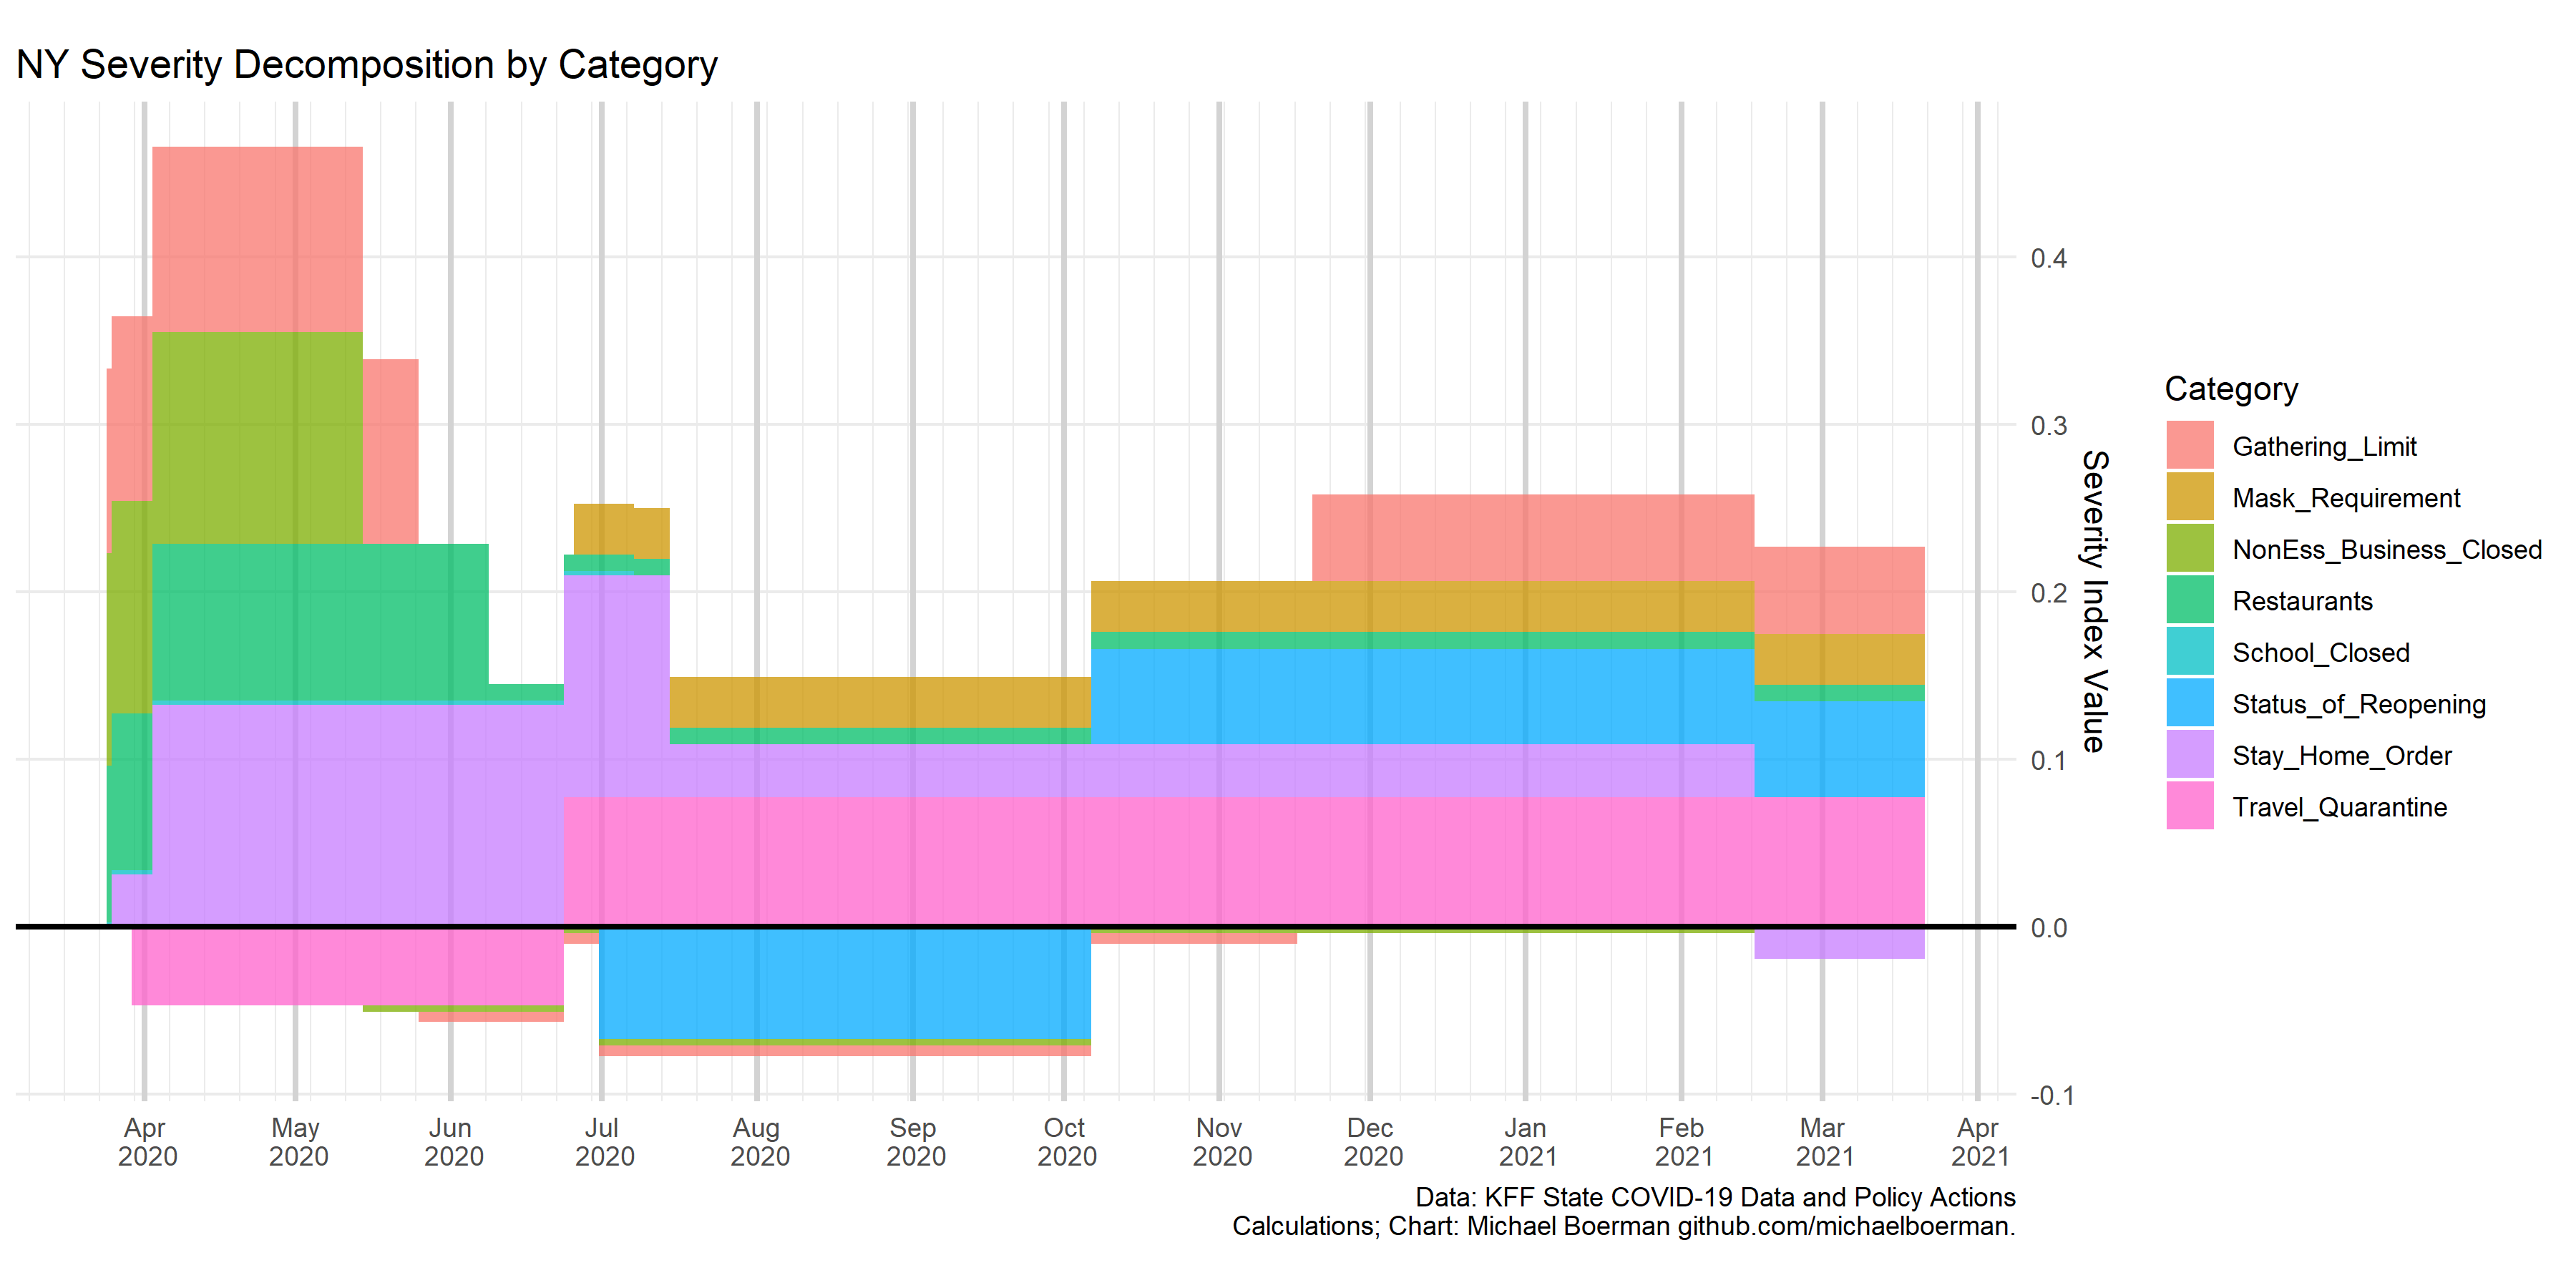 NY Severity Decomposition by Category
0.4
0.3
0.2
0.1
0.0
-0.1
Severity Index Value
Apr
2020
May
2020
Jun
2020
Jul
2020
Aug
2020
Sep
2020
Oct
2020
Nov
2020
Dec
2020
Jan
2021
Feb
2021
Mar
2021
Apr
2021
Category
Gathering_Limit
Mask_Requirement
NonEss_Business_Closed
Restaurants
School_Closed
Status_of_Reopening
Stay_Home_Order
Travel_Quarantine
Data: KFF State COVID-19 Data and Policy Actions
Calculations; Chart: Michael Boerman github.com/michaelboerman.